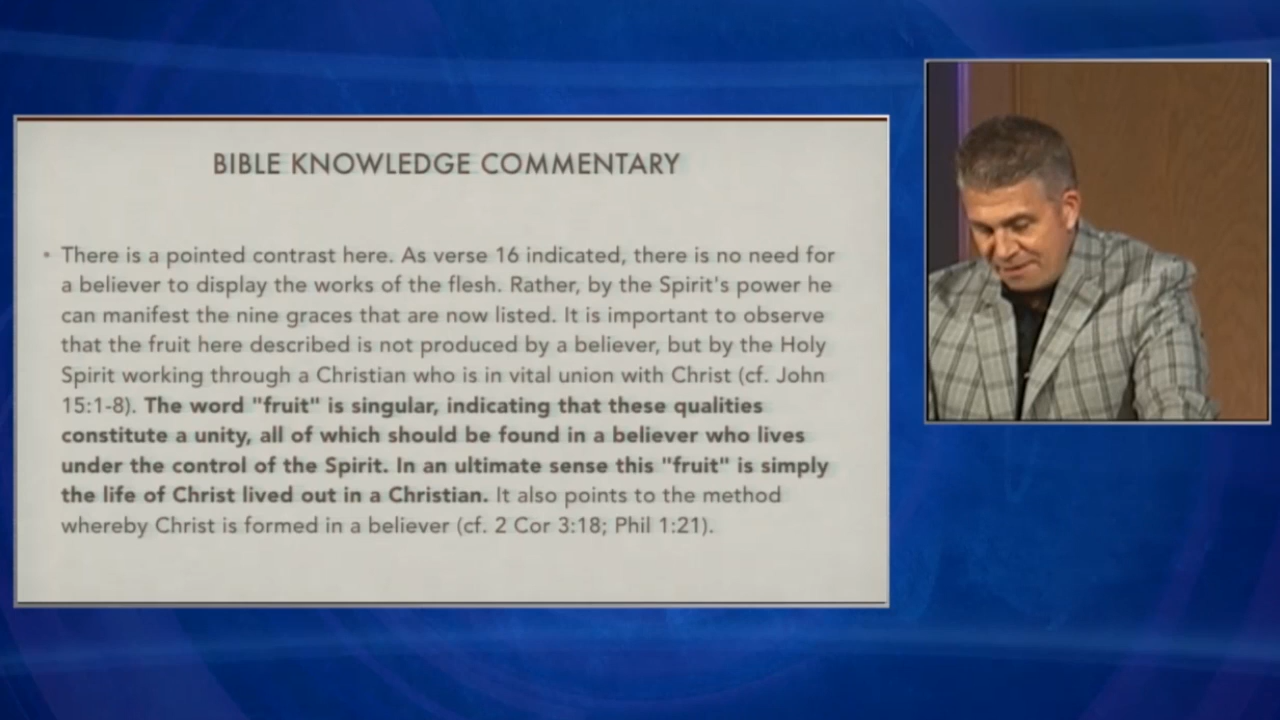 BIBLE KNOWLEDGE COMMENTARY
• There is a pointed contrast here. As verse 16 indicated, there is no need for
a believer to display the works of the flesh. Rather, by the Spirit's power he
can manifest the nine graces that are now listed. It is important to observe
that the fruit here described is not produced by a believer, but by the Holy
Spirit working through a Christian who is in vital union with Christ (cf. John
15:1-8). The word "fruit" is singular, indicating that these qualities
constitute a unity, all of which should be found in a believer who lives
under the control of the Spirit. In an ultimate sense this "fruit" is simply
the life of Christ lived out in a Christian. It also points to the method
whereby Christ is formed in a believer (cf. 2 Cor 3:18; Phil 1:21).